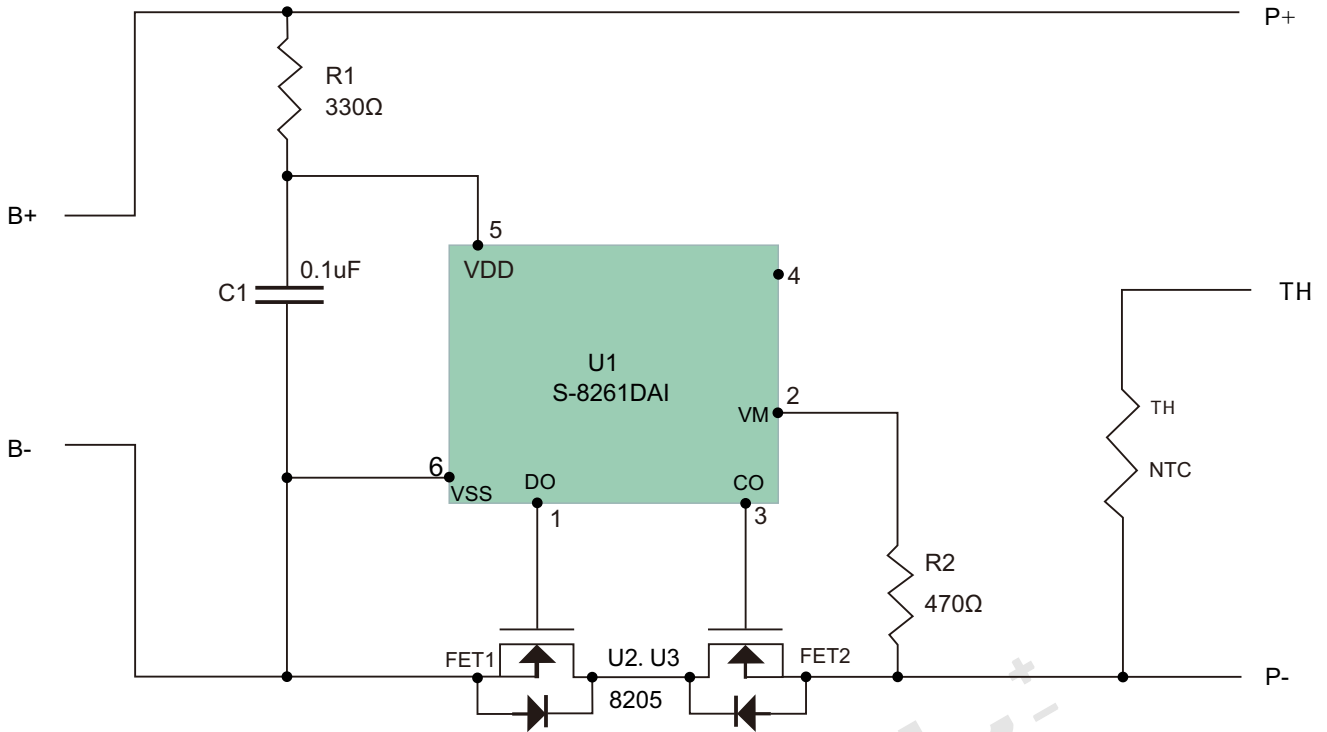 P+
R1
330Ω
B+
5
VDD
4
0.1uF
C1
TH
U1
S-8261DAI
2
VM
TH
NTC
B-
6
VSS
DO
CO
1
3
R2
470Ω
FET1
U2. U3
FET2
8205
P-